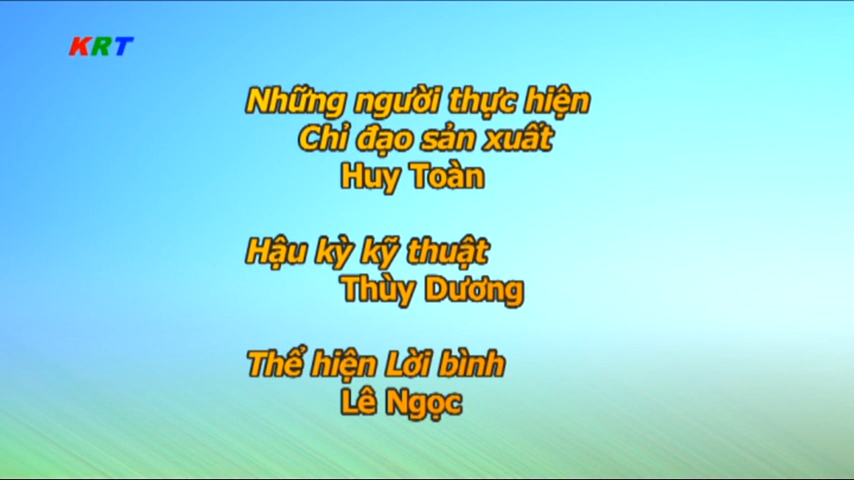 KRT
Những người thực hiện
Chỉ đạo sản xuất
Huy Toàn
Hậu kỳ kỹ thuật
Thùy Dương
Thể hiện Lời bình
Lê Ngọc